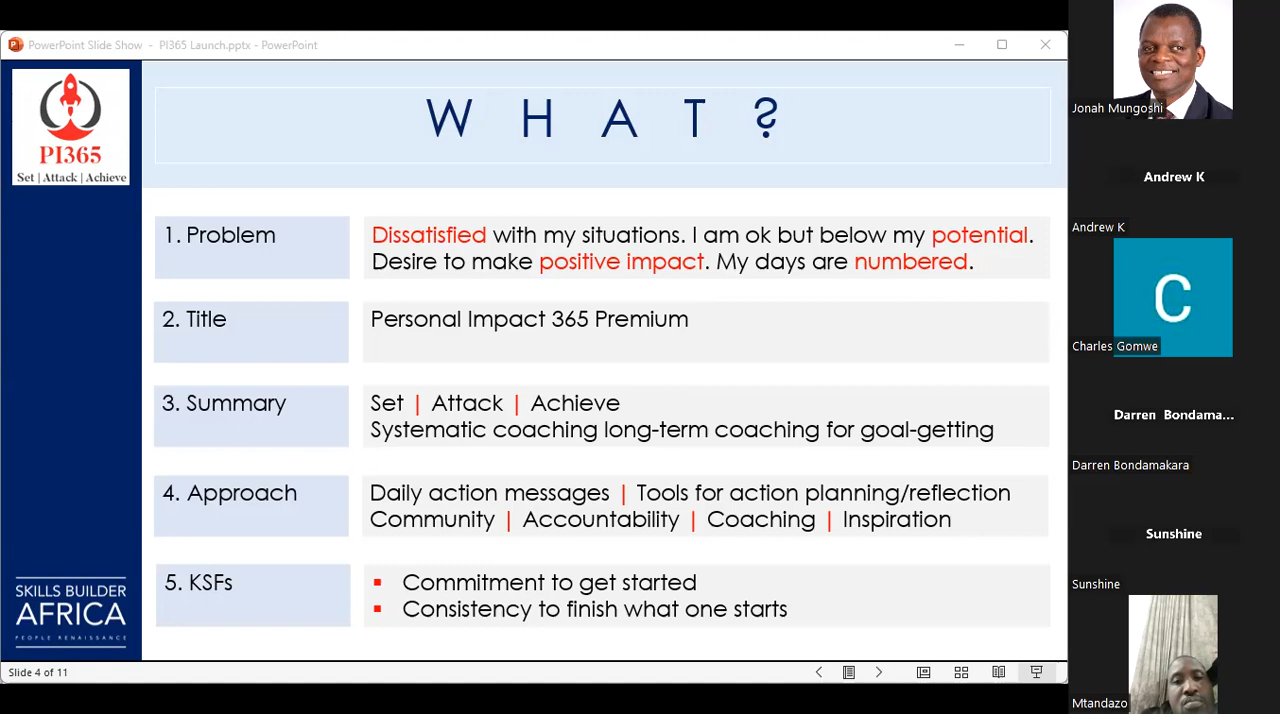 PowerPoint Slide Show - PI365 Launch.pptx - PowerPoint
PI365
Set | Attack | Achieve
WHAT?
1. Problem
Dissatisfied with my situations. I am ok but below my potential.
Desire to make positive impact. My days are numbered.
2. Title
Personal Impact 365 Premium
3. Summary
Set | Attack | Achieve
Systematic coaching long-term coaching for goal-getting
4. Approach
Daily action messages | Tools for action planning/reflection
Community | Accountability | Coaching | Inspiration
5. KSFs
▪ Commitment to get started
▪ Consistency to finish what one starts
SKILLS BUILDER
AFRICA
PEOPLE RENAISSANCE
Slide 4 of 11
Jonah Mungoshi
Andrew K
Andrew K
C
Charles Gomwe
Darren Bondama...
Darren Bondamakara
Sunshine
Sunshine
Mtandazo